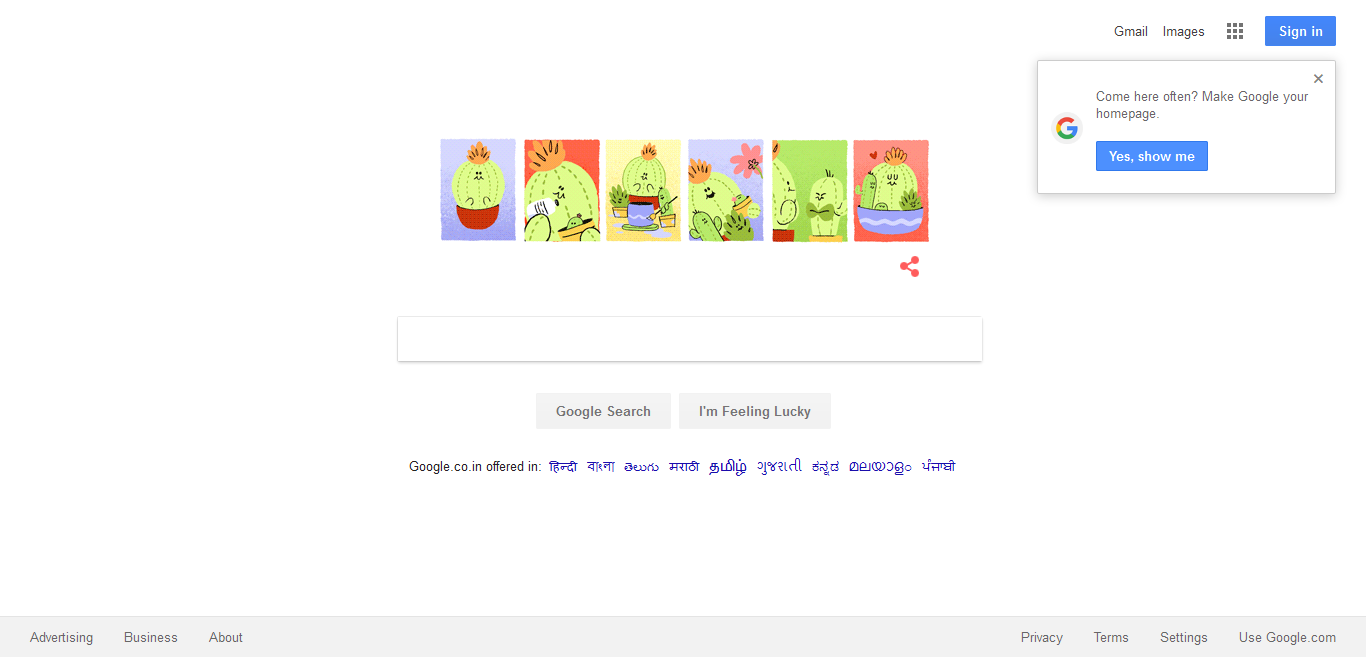 Gmail Images Sign in
Come here often? Make Google your
homepage.
Yes, show me
Google Search I'm Feeling Lucky
Google.co.in offered in: हिन्दी বাংলা తెలుగు मराठी தமிழ் ગુજરાતી ಕನ್ನಡ മലയാളം ਪੰਜਾਬੀ
Advertising Business About Privacy Terms Settings Use Google.com